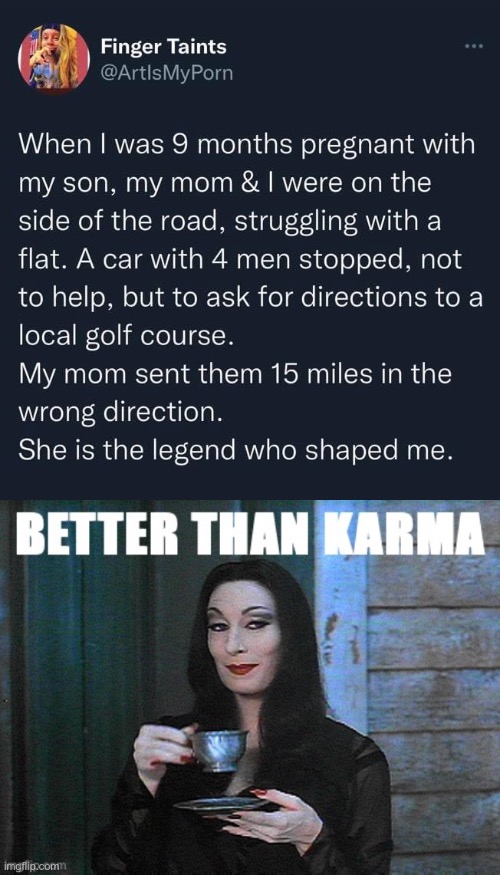 Finger Taints
@ArtIsMyPorn
When I was 9 months pregnant with
my son, my mom & I were on the
side of the road, struggling with a
flat. A car with 4 men stopped, not
to help, but to ask for directions to a
local golf course.
My mom sent them 15 miles in the
wrong direction.
She is the legend who shaped me.
BETTER THAN KARMA
imgflip.com